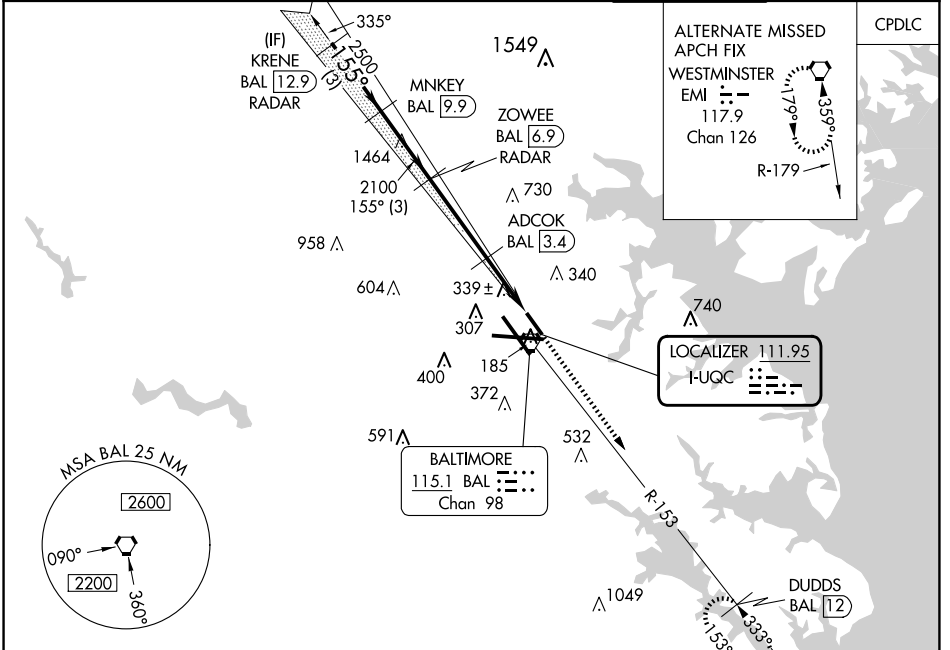 CPDLC
ALTERNATE MISSED
APCH FIX
WESTMINSTER
EMI
117.9
Chan 126
179°
359°
R-179
335°
2500
(3)
155°
(IF)
KRENE
BAL 12.9
RADAR
1549
MNKEY
BAL 9.9
ZOWEE
BAL 6.9
RADAR
1464
2100
155° (3)
730
ADCOK
BAL 3.4
958
340
604
339 ±
307
740
LOCALIZER 111.95
I-UQC
185
400
372
591
532
BALTIMORE
115.1 BAL
Chan 98
R-153
MSA BAL 25 NM
2600
090°
2200
360°
1049
DUDDS
BAL 12
153°
333°